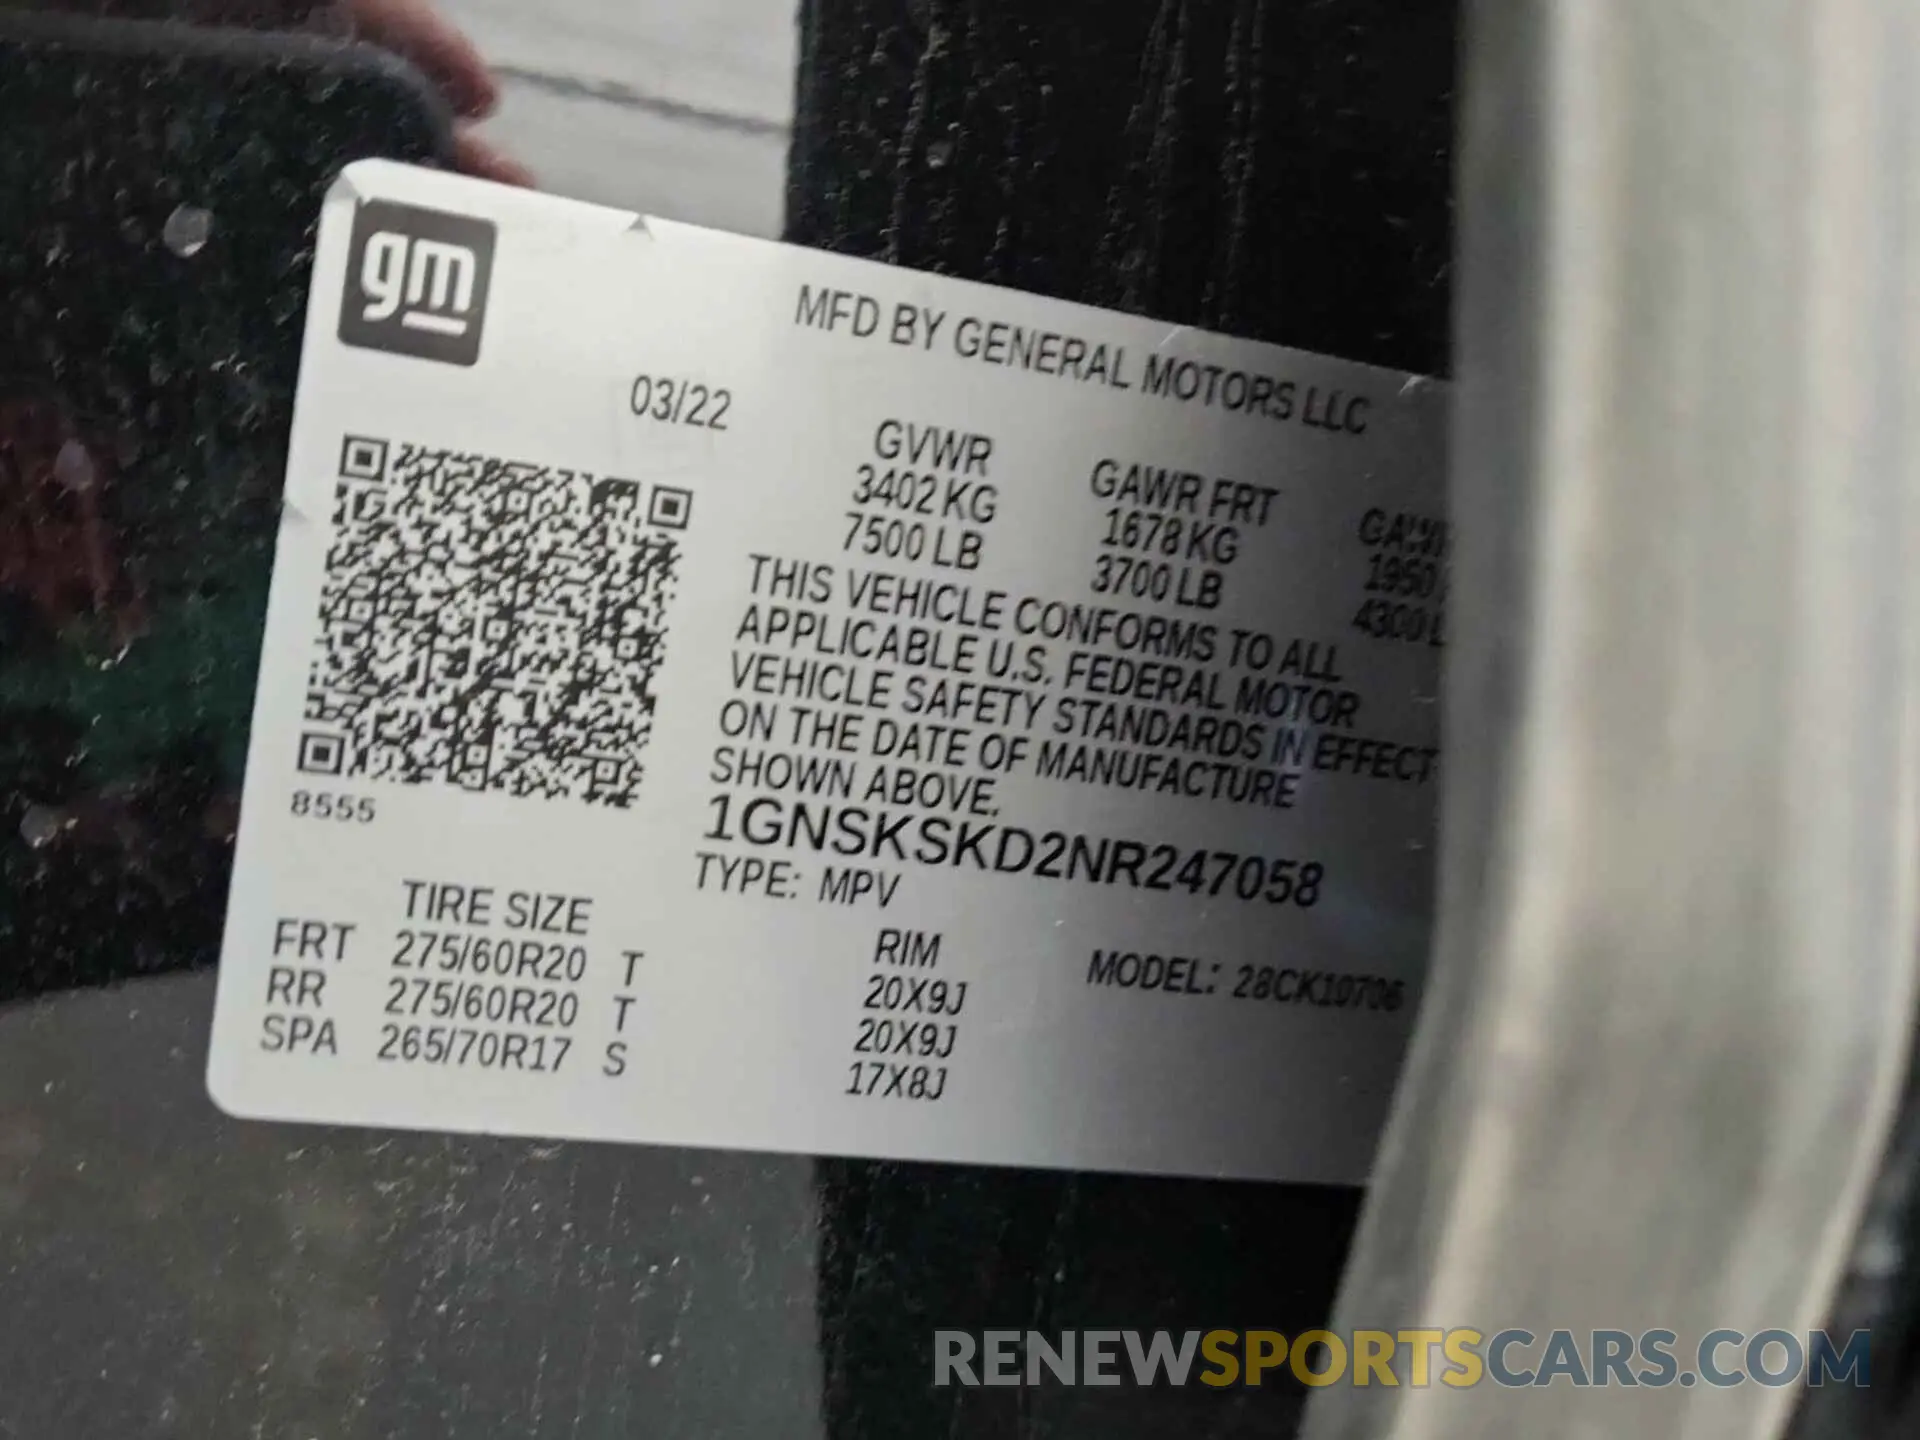 gm
MFD BY GENERAL MOTORS LLC
03/22
GVWR GAWR FRT
3402 KG 1678 KG 1950
7500 LB 3700 LB 4300 L
THIS VEHICLE CONFORMS TO ALL
APPLICABLE U.S. FEDERAL MOTOR
VEHICLE SAFETY STANDARDS IN EFFECT
ON THE DATE OF MANUFACTURE
SHOWN ABOVE.
8555
1GNSKSKD2NR247058
TYPE: MPV
TIRE SIZE RIM MODEL: 28CK10706
FRT 275/60R20 T 20X9J
RR 275/60R20 T 20X9J
SPA 265/70R17 S 17X8J
RENEWSPORTSCARS.COM